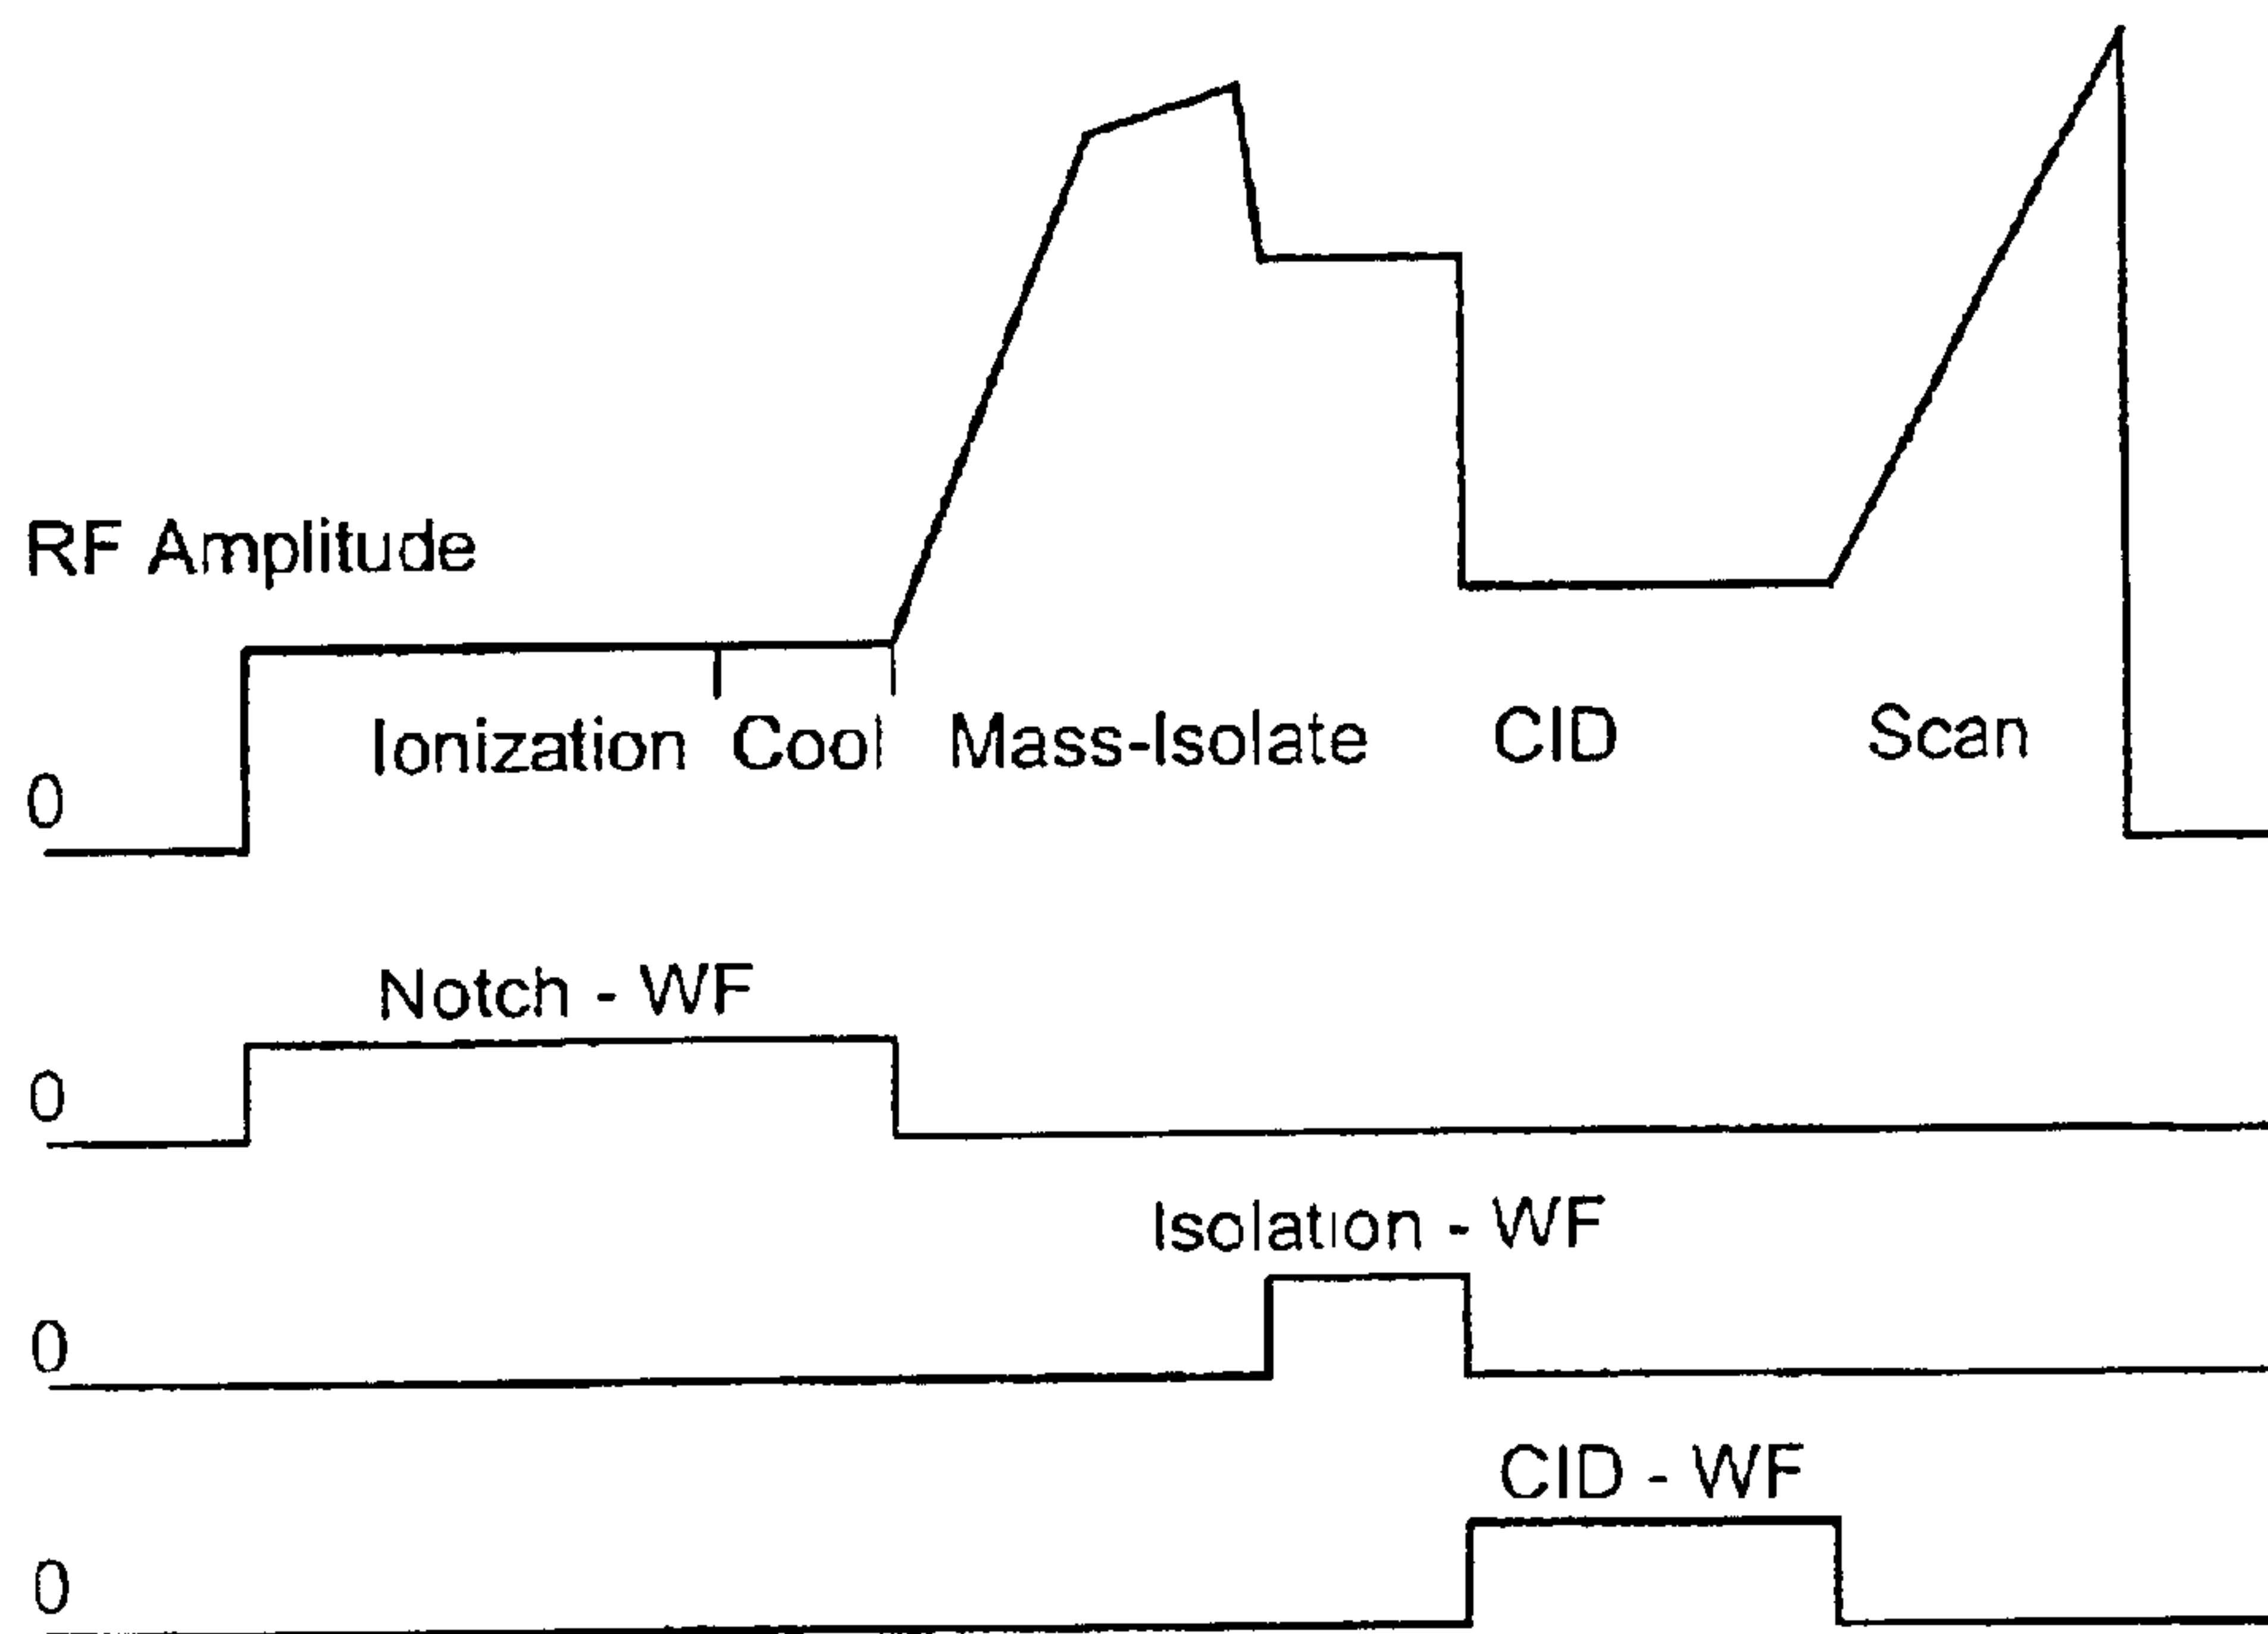 RF Amplitude
Ionization Cool Mass-Isolate CID Scan
0
Notch - WF
0
Isolation - WF
0
CID - WF
0